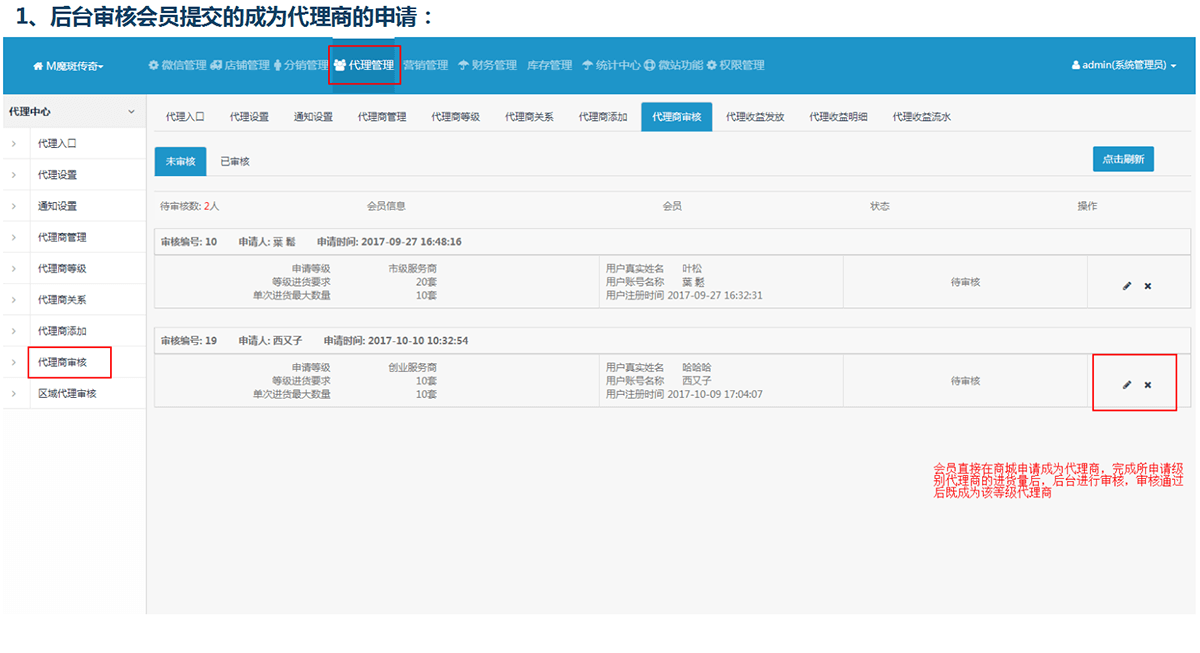 1、后台审核会员提交的成为代理商的申请：
M魔斑传奇 微信管理 店铺管理 分销管理 代理管理 营销管理 财务管理 库存管理 统计中心 微站功能 权限管理 admin(系统管理员)
代理中心
代理入口
代理设置
通知设置
代理商管理
代理商等级
代理商关系
代理商添加
代理商审核
区域代理审核
代理入口 代理设置 通知设置 代理商管理 代理商等级 代理商关系 代理商添加 代理商审核 代理收益发放 代理收益明细 代理收益流水
未审核 已审核 点击刷新
待审核数: 2人 会员信息 会员 状态 操作
审核编号: 10 申请人: 葉 鬆 申请时间: 2017-09-27 16:48:16
申请等级 市级服务商 用户真实姓名 叶松
等级进货要求 20套 用户账号名称 葉 鬆 待审核
单次进货最大数量 10套 用户注册时间 2017-09-27 16:32:31
审核编号: 19 申请人: 西又子 申请时间: 2017-10-10 10:32:54
申请等级 创业服务商 用户真实姓名 哈哈哈
等级进货要求 10套 用户账号名称 西又子 待审核
单次进货最大数量 10套 用户注册时间 2017-10-09 17:04:07
会员直接在商城申请成为代理商，完成所申请级
别代理商的进货量后，后台进行审核，审核通过
后既成为该等级代理商